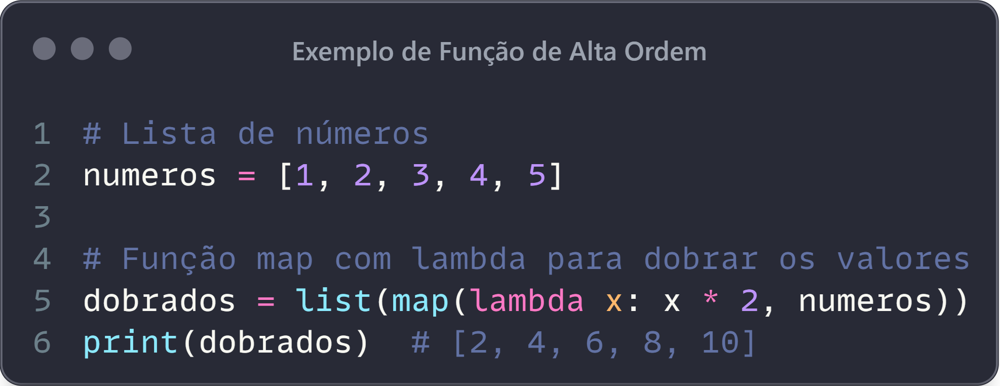 Exemplo de Função de Alta Ordem
1 # Lista de números
2 numeros = [1, 2, 3, 4, 5]
3
4 # Função map com lambda para dobrar os valores
5 dobrados = list(map(lambda x: x * 2, numeros))
6 print(dobrados)  # [2, 4, 6, 8, 10]